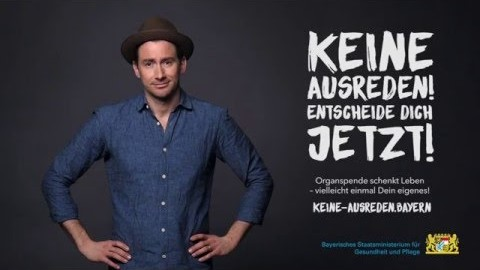 KEINE
AUSREDEN!
ENTSCHEIDE DICH
JETZT!
Organspende schenkt Leben
– vielleicht einmal Dein eigenes!
KEINE-AUSREDEN.BAYERN
Bayerisches Staatsministerium für
Gesundheit und Pflege